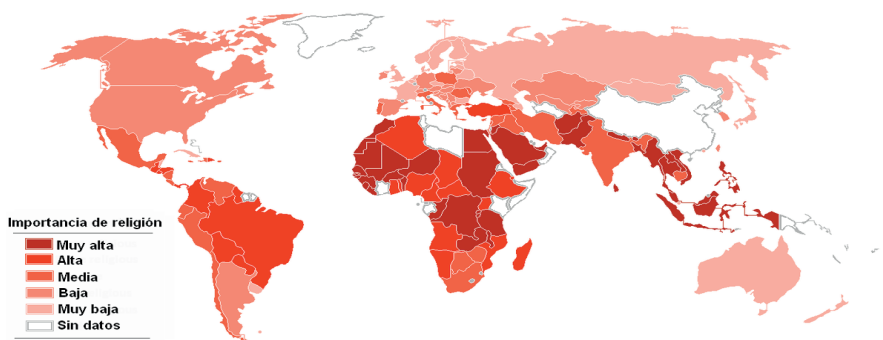 Importancia de religión
Muy alta
Alta
Media
Baja
Muy baja
Sin datos